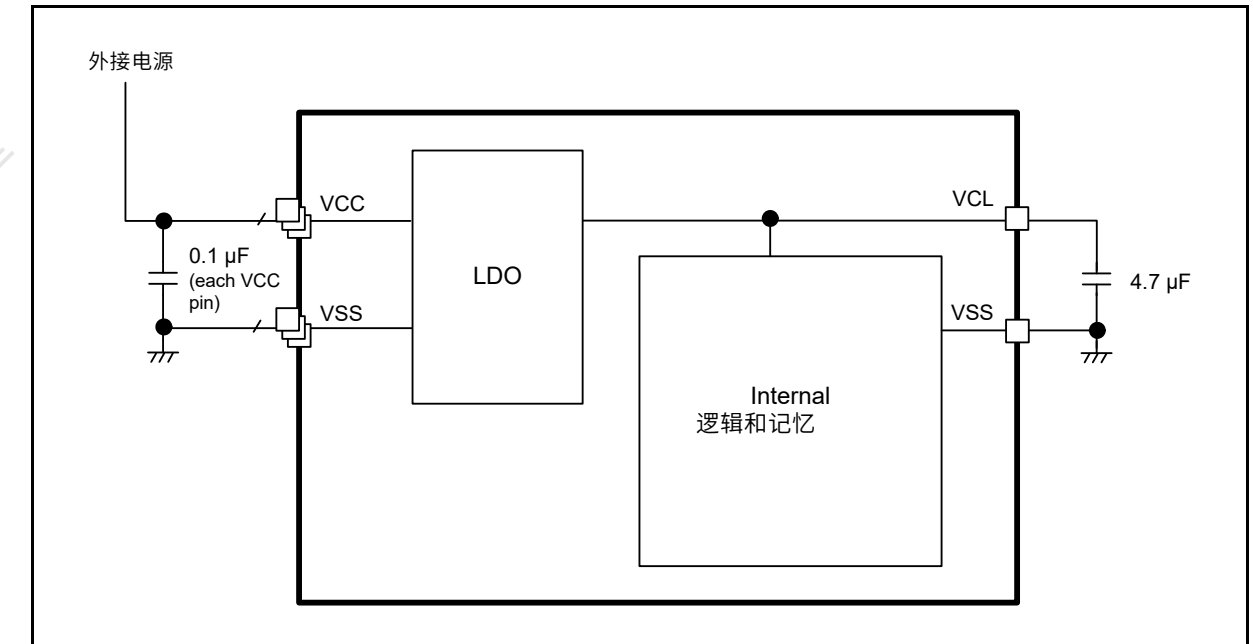 外接电源
VCC
VCL
0.1 µF
(each VCC
pin)
LDO
4.7 µF
VSS
VSS
Internal
逻辑和记忆